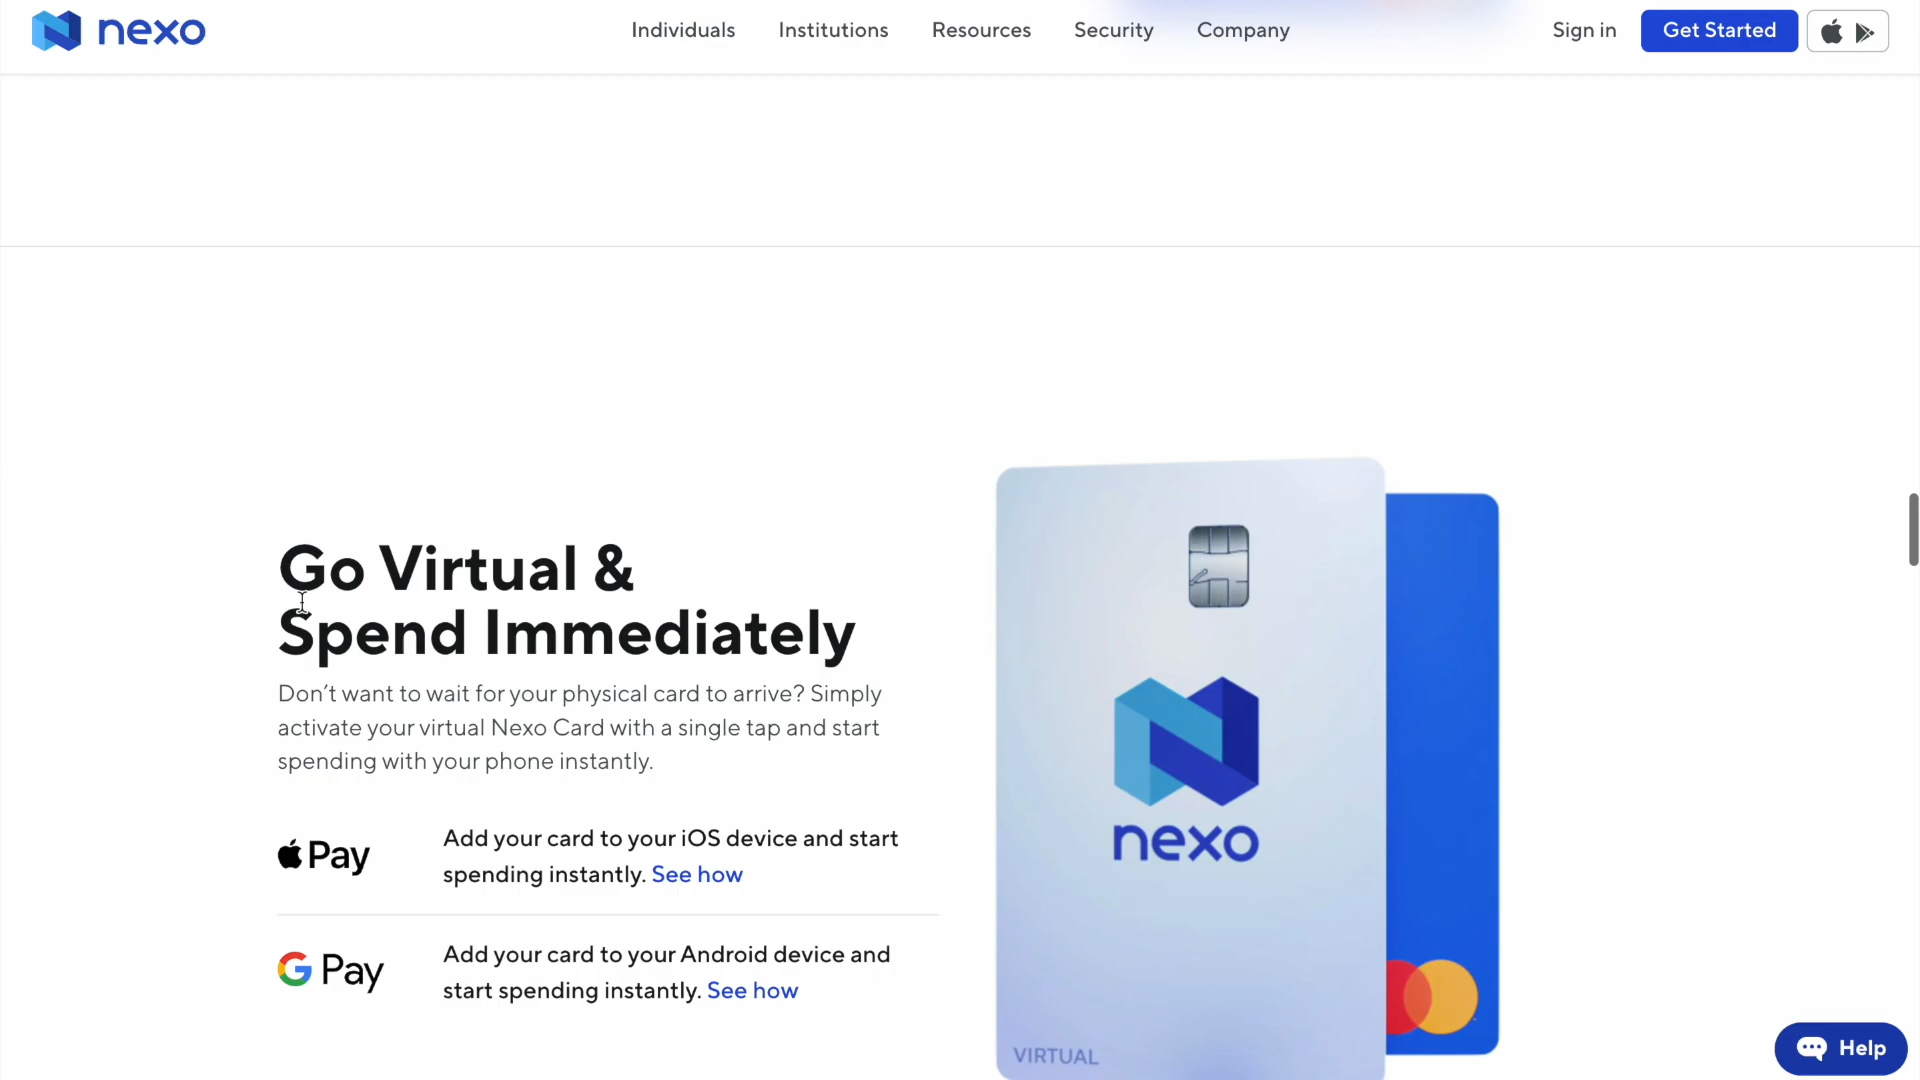 nexo
Individuals
Institutions
Resources
Security
Company
Sign in
Get Started
Go Virtual &
Spend Immediately
Don’t want to wait for your physical card to arrive? Simply
activate your virtual Nexo Card with a single tap and start
spending with your phone instantly.
Pay
Add your card to your iOS device and start
spending instantly. See how
G Pay
Add your card to your Android device and
start spending instantly. See how
nexo
VIRTUAL
Help